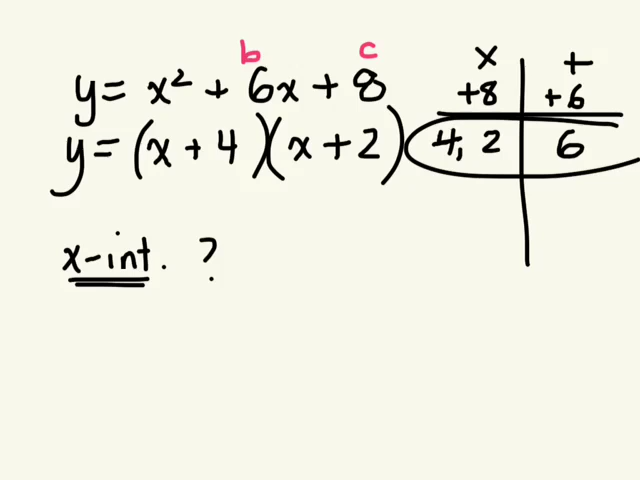 b c
y = x² + 6x + 8
y = (x + 4)(x + 2)
x +
+8 +6
4, 2 6
x-int. ?